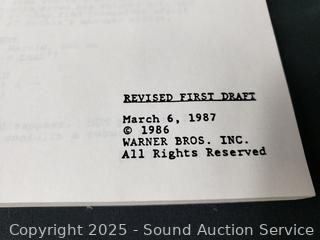 REVISED FIRST DRAFT
March 6, 1987
© 1986
WARNER BROS. INC.
All Rights Reserved
Copyright 2025 - Sound Auction Service